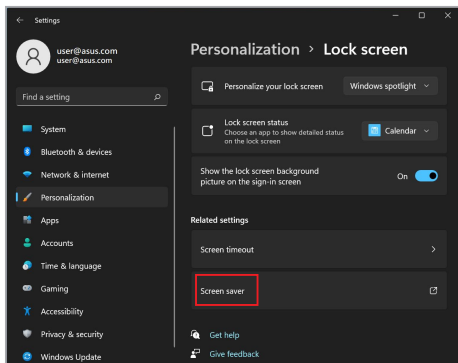 Settings
user@asus.com
user@asus.com
Find a setting
System
Bluetooth & devices
Network & internet
Personalization
Apps
Accounts
Time & language
Gaming
Accessibility
Privacy & security
Windows Update
Personalization > Lock screen
Personalize your lock screen
Windows spotlight
Lock screen status
Choose an app to show detailed status
on the lock screen
Calendar
Show the lock screen background
picture on the sign-in screen
On
Related settings
Screen timeout
Screen saver
Get help
Give feedback